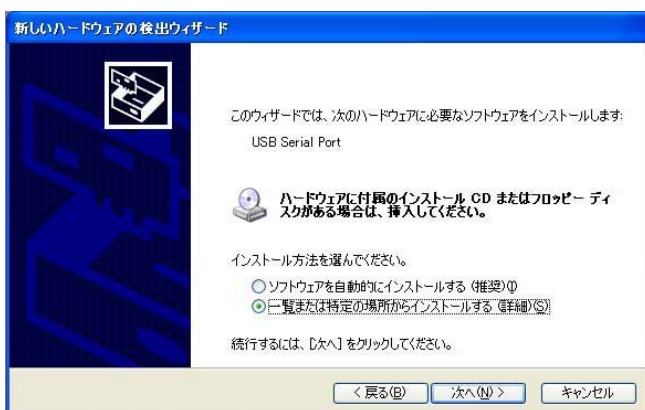 新しいハードウェアの検出ウィザード
このウィザードでは、次のハードウェアに必要なソフトウェアをインストールします:
USB Serial Port
ハードウェアに付属のインストール CD またはフロッピー ディ
スクがある場合は、挿入してください。
インストール方法を選んでください。
ソフトウェアを自動的にインストールする (推奨)(I)
一覧または特定の場所からインストールする (詳細)(S)
続行するには、[次へ] をクリックしてください。
< 戻る(B) 次へ(N) > キャンセル